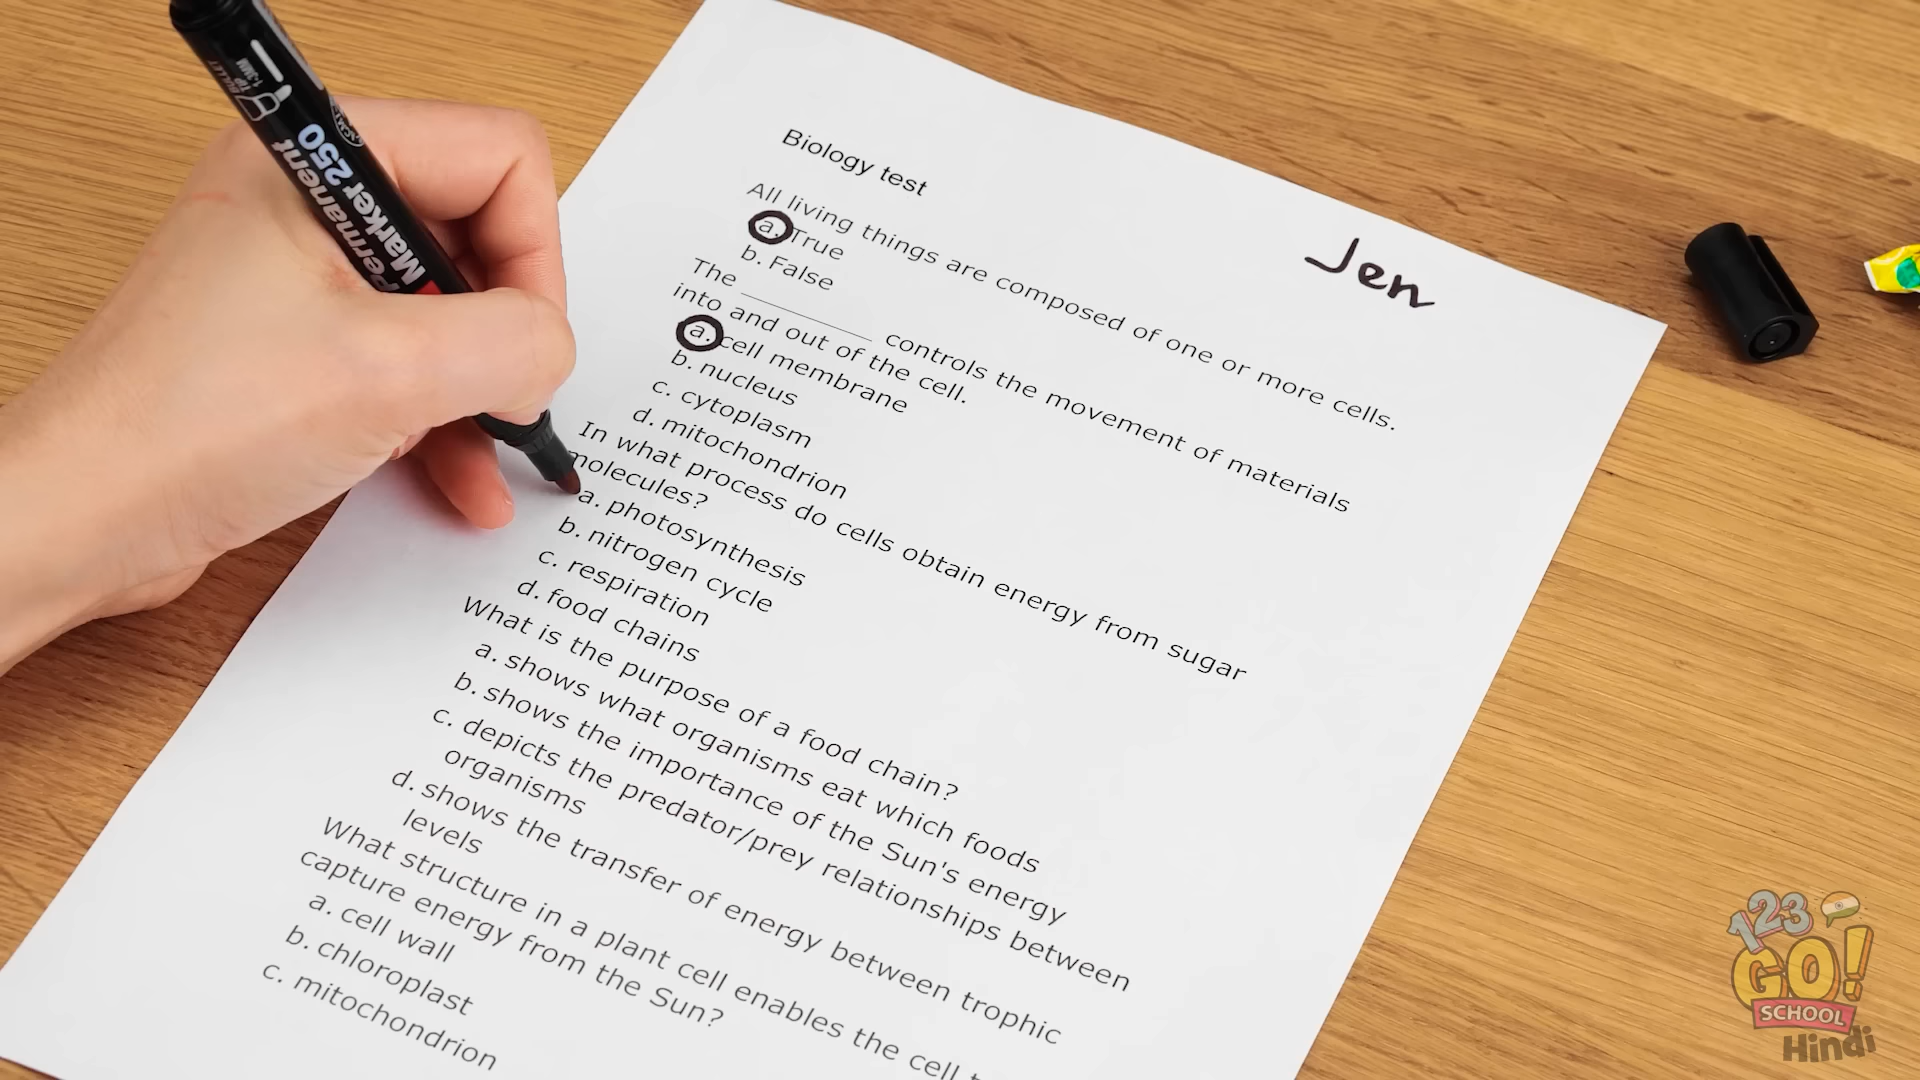 Biology test
Jen
All living things are composed of one or more cells.
a. True
b. False
The __________ controls the movement of materials
into and out of the cell.
a. cell membrane
b. nucleus
c. cytoplasm
d. mitochondrion
In what process do cells obtain energy from sugar
molecules?
a. photosynthesis
b. nitrogen cycle
c. respiration
d. food chains
What is the purpose of a food chain?
a. shows what organisms eat which foods
b. shows the importance of the Sun's energy
c. depicts the predator/prey relationships between
organisms
d. shows the transfer of energy between trophic
levels
What structure in a plant cell enables the cell
capture energy from the Sun?
a. cell wall
b. chloroplast
c. mitochondrion
Permanent
Marker 250
BULLET
TIP
1-3MM
123
GO!
SCHOOL
Hindi